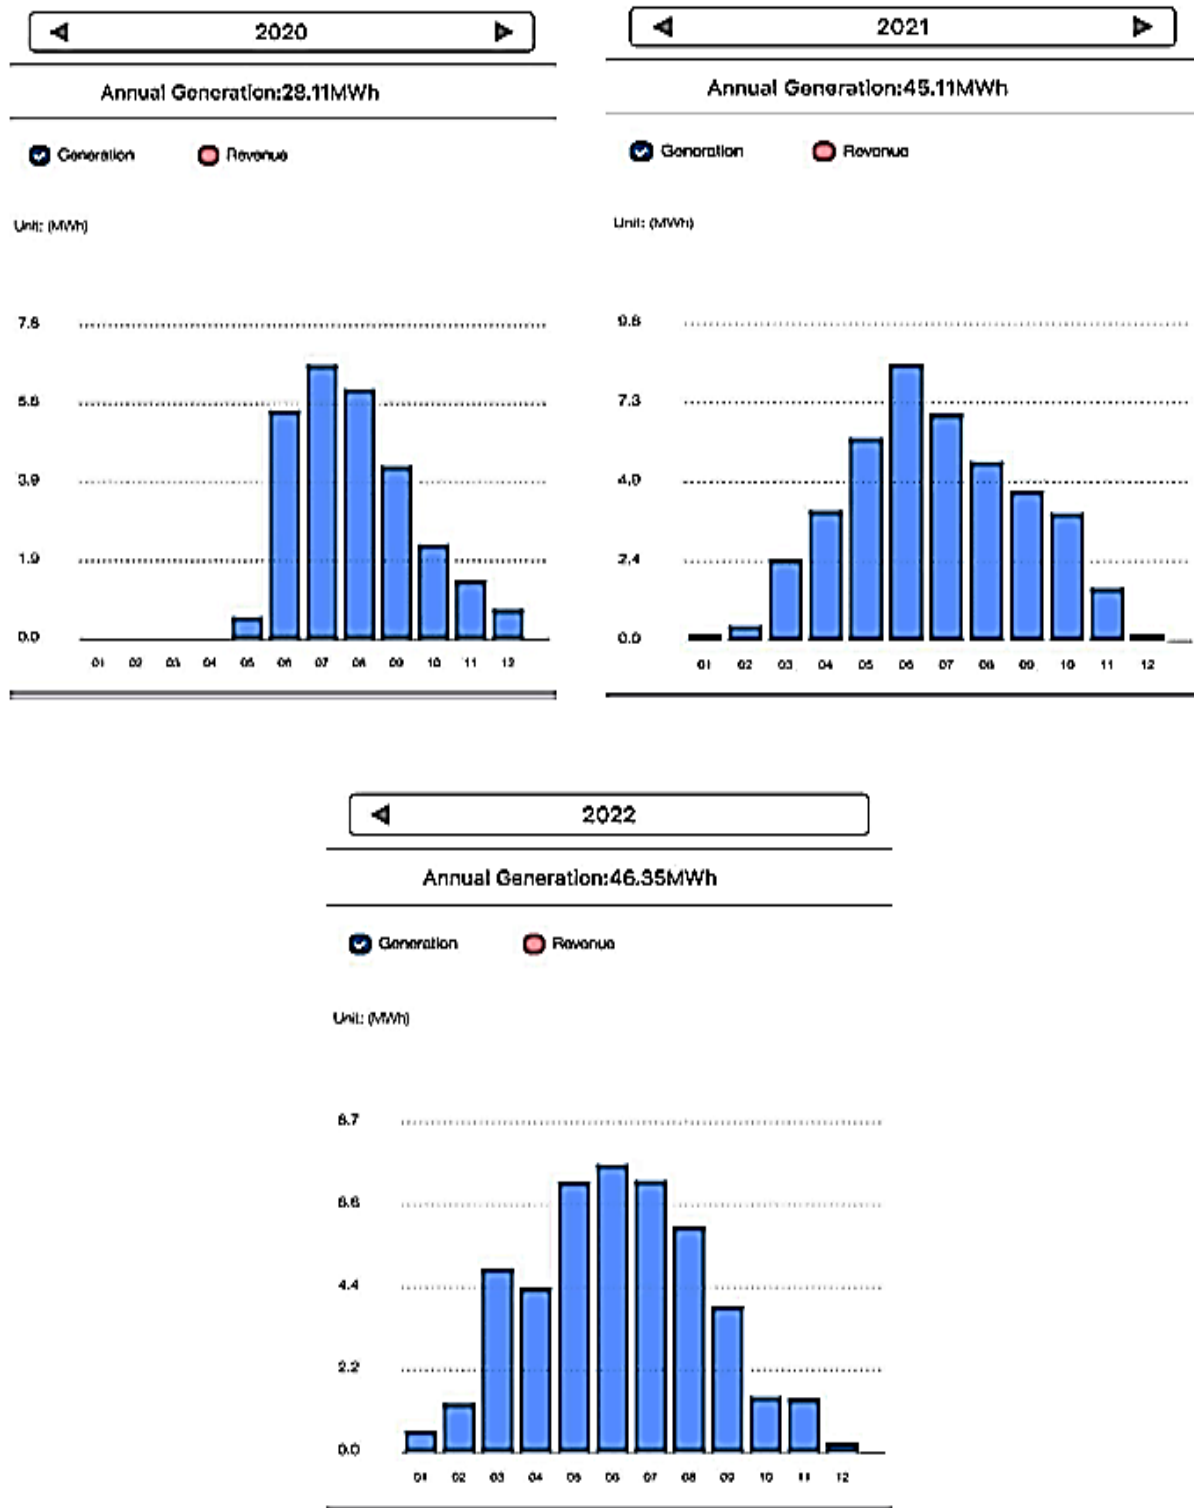 2020
Annual Generation:28.11MWh
Generation Revenue
Unit: (MWh)
7.8
5.8
3.9
1.9
0.0
01 02 03 04 05 06 07 08 09 10 11 12
2021
Annual Generation:45.11MWh
Generation Revenue
Unit: (MWh)
9.8
7.3
4.9
2.4
0.0
01 02 03 04 05 06 07 08 09 10 11 12
2022
Annual Generation:46.35MWh
Generation Revenue
Unit: (MWh)
8.7
6.6
4.4
2.2
0.0
01 02 03 04 05 06 07 08 09 10 11 12